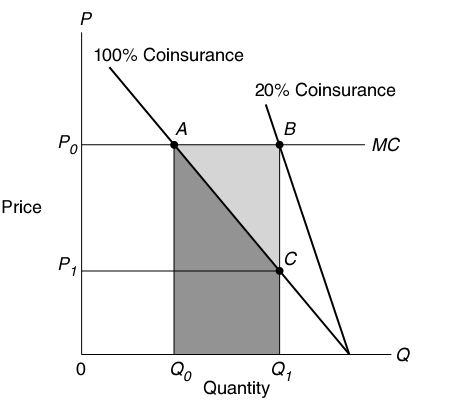 P
100% Coinsurance
20% Coinsurance
A
B
P0
MC
Price
C
P1
Q
0
Q0
Q1
Quantity